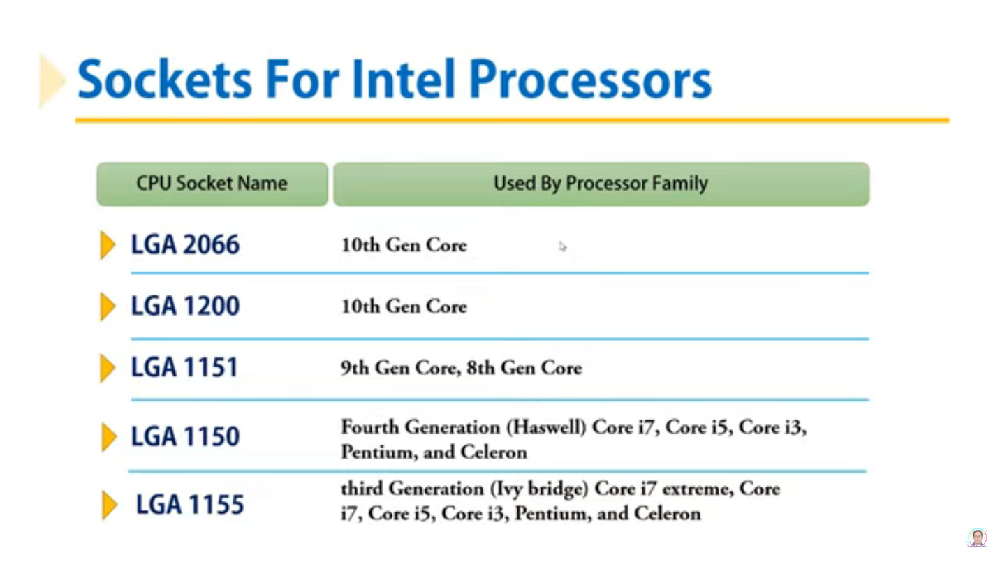 Sockets For Intel Processors
CPU Socket Name Used By Processor Family
LGA 2066 10th Gen Core
LGA 1200 10th Gen Core
LGA 1151 9th Gen Core, 8th Gen Core
LGA 1150 Fourth Generation (Haswell) Core i7, Core i5, Core i3,
Pentium, and Celeron
LGA 1155 third Generation (Ivy bridge) Core i7 extreme, Core
i7, Core i5, Core i3, Pentium, and Celeron